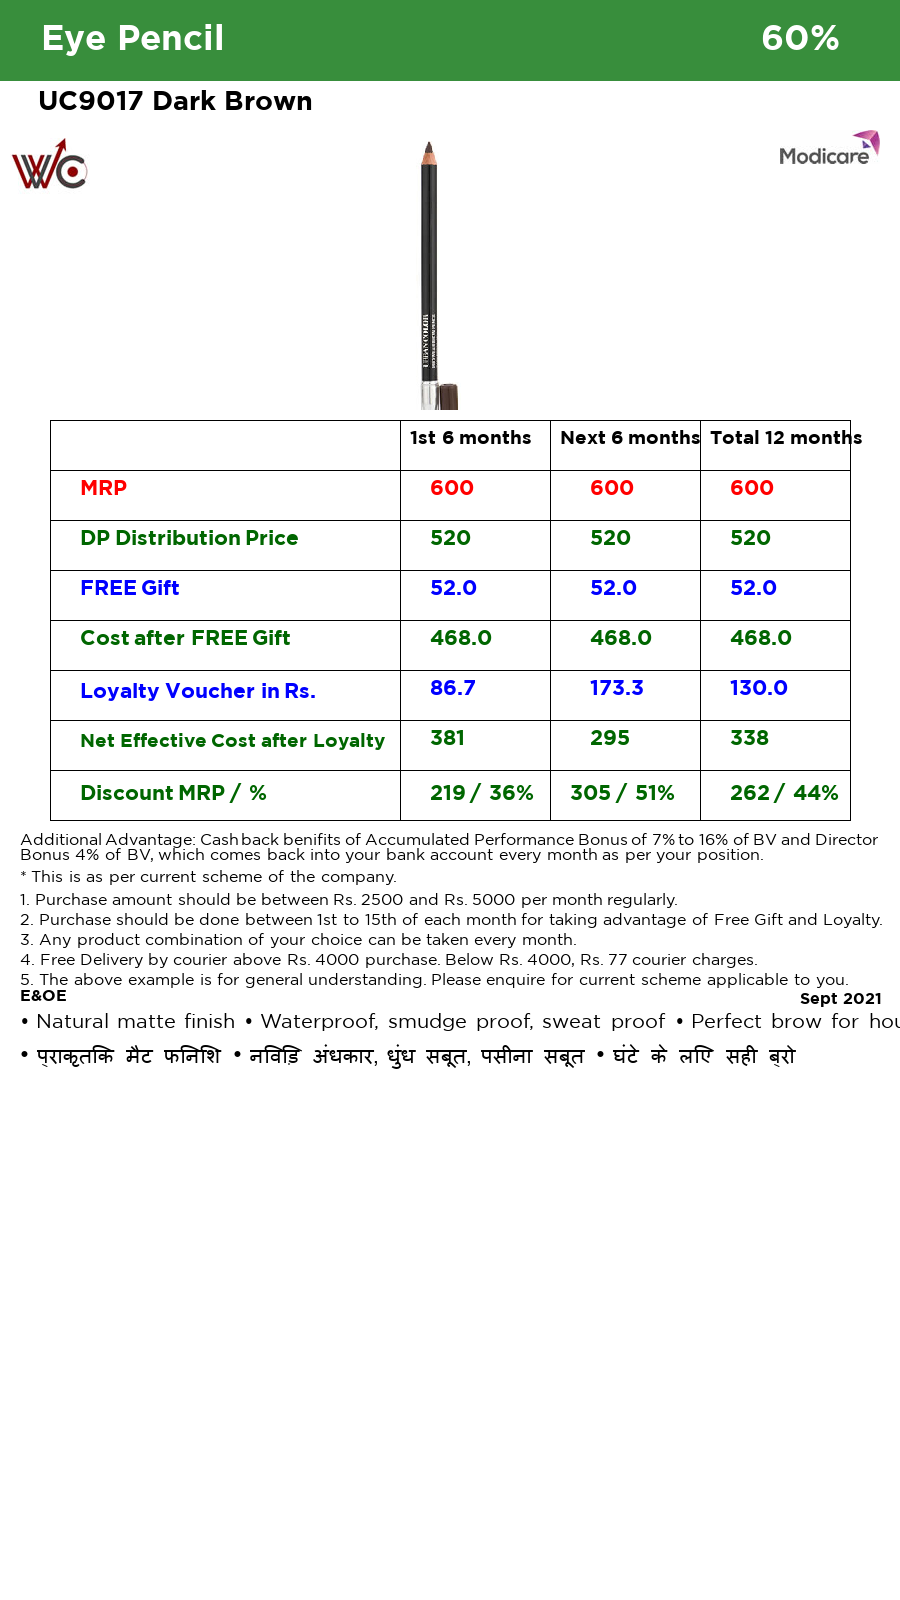 Eye Pencil 60%
UC9017 Dark Brown
WC
Modicare
URBAN COLOR
1st 6 months Next 6 months Total 12 months
MRP 600 600 600
DP Distribution Price 520 520 520
FREE Gift 52.0 52.0 52.0
Cost after FREE Gift 468.0 468.0 468.0
Loyalty Voucher in Rs. 86.7 173.3 130.0
Net Effective Cost after Loyalty 381 295 338
Discount MRP / % 219 / 36% 305 / 51% 262 / 44%
Additional Advantage: Cashback benifits of Accumulated Performance Bonus of 7% to 16% of BV and Director
Bonus 4% of BV, which comes back into your bank account every month as per your position.
* This is as per current scheme of the company.
1. Purchase amount should be between Rs. 2500 and Rs. 5000 per month regularly.
2. Purchase should be done between 1st to 15th of each month for taking advantage of Free Gift and Loyalty.
3. Any product combination of your choice can be taken every month.
4. Free Delivery by courier above Rs. 4000 purchase. Below Rs. 4000, Rs. 77 courier charges.
5. The above example is for general understanding. Please enquire for current scheme applicable to you.
E&OE Sept 2021
• Natural matte finish • Waterproof, smudge proof, sweat proof • Perfect brow for hou
• प्राकृतिक मैट फिनिश • निविड़ अंधकार, धुंध सबूत, पसीना सबूत • घंटे के लिए सही ब्रो